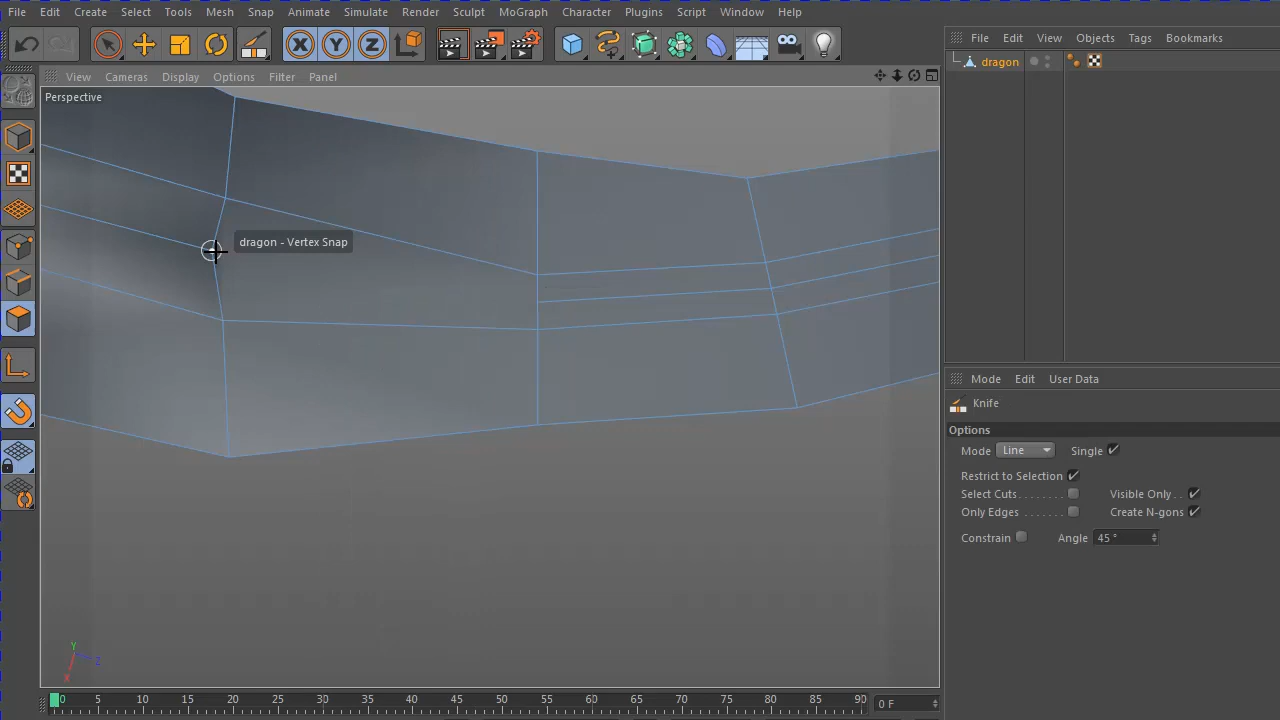 File Edit Create Select Tools Mesh Snap Animate Simulate Render Sculpt MoGraph Character Plugins Script Window Help
File Edit View Objects Tags Bookmarks
dragon
View Cameras Display Options Filter Panel
Perspective
dragon - Vertex Snap
Mode Edit User Data
Knife
Options
Mode Line Single
Restrict to Selection
Select Cuts Visible Only
Only Edges Create N-gons
Constrain Angle 45 °
Y
Z
X
0 5 10 15 20 25 30 35 40 45 50 55 60 65 70 75 80 85 90 0 F